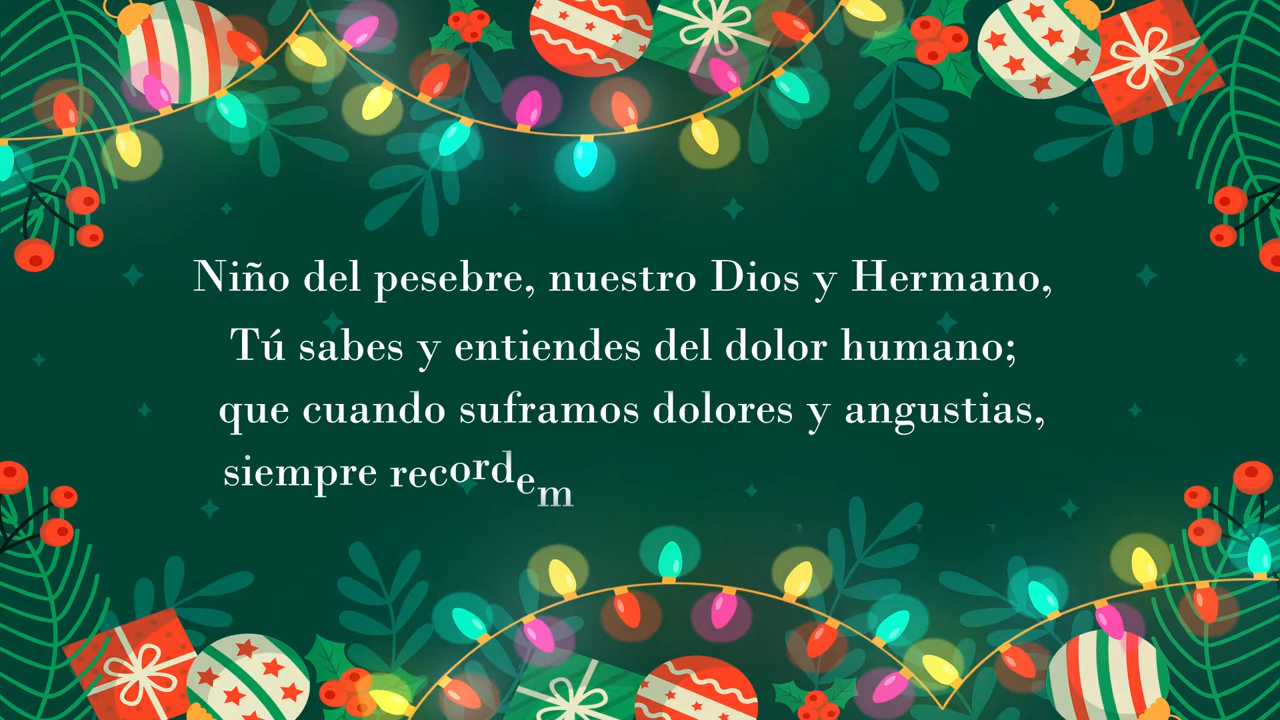 Niño del pesebre, nuestro Dios y Hermano,
Tú sabes y entiendes del dolor humano;
que cuando suframos dolores y angustias,
siempre recordem